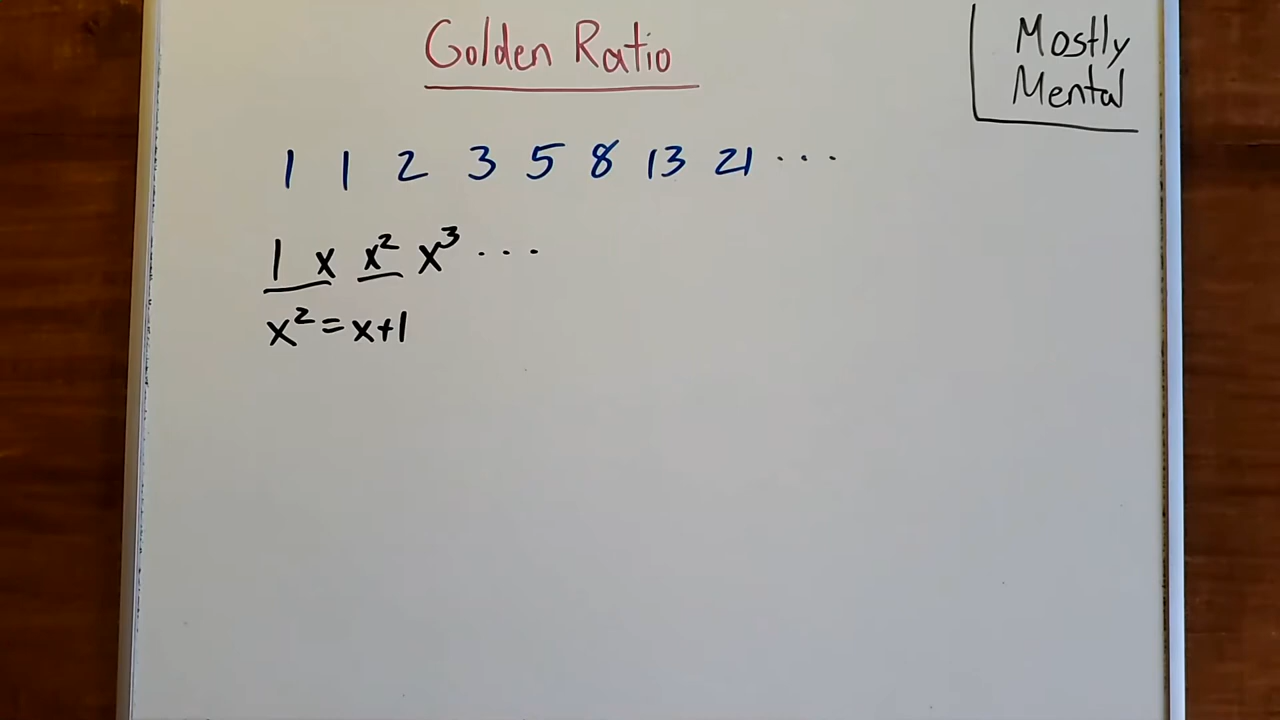 Golden Ratio
Mostly
Mental
1 1 2 3 5 8 13 21 ...
1 x x² x³ ...
x²=x+1